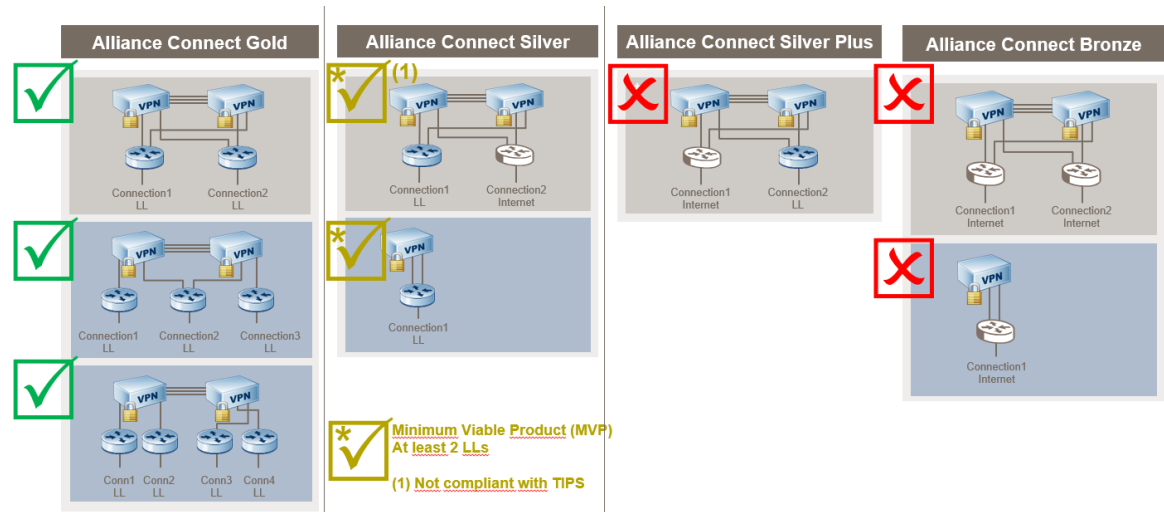 Alliance Connect Gold
VPN VPN
Connection1 Connection2
LL LL
VPN VPN
Connection1 Connection2 Connection3
LL LL LL
VPN VPN
Conn1 Conn2 Conn3 Conn4
LL LL LL LL
Alliance Connect Silver
* (1)
VPN VPN
Connection1 Connection2
LL Internet
*
VPN
Connection1
LL
* Minimum Viable Product (MVP)
At least 2 LLs
(1) Not compliant with TIPS
Alliance Connect Silver Plus
VPN VPN
Connection1 Connection2
Internet LL
Alliance Connect Bronze
VPN VPN
Connection1 Connection2
Internet Internet
VPN
Connection1
Internet